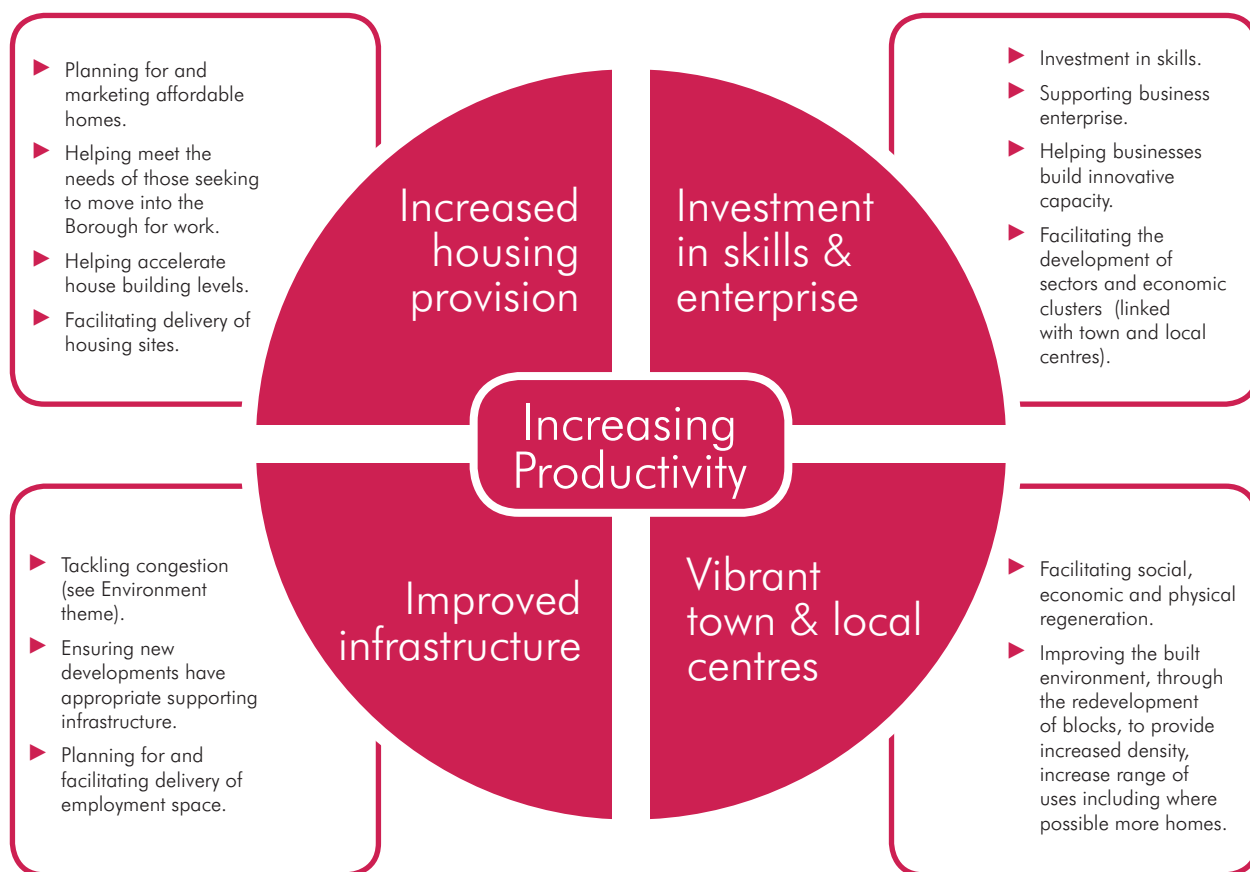 ▶ Planning for and
marketing affordable
homes.
▶ Helping meet the
needs of those seeking
to move into the
Borough for work.
▶ Helping accelerate
house building levels.
▶ Facilitating delivery of
housing sites.
Increased
housing
provision
Investment
in skills &
enterprise
▶ Investment in skills.
▶ Supporting business
enterprise.
▶ Helping businesses
build innovative
capacity.
▶ Facilitating the
development of
sectors and economic
clusters (linked
with town and local
centres).
Increasing
Productivity
▶ Tackling congestion
(see Environment
theme).
▶ Ensuring new
developments have
appropriate supporting
infrastructure.
▶ Planning for and
facilitating delivery of
employment space.
Improved
infrastructure
Vibrant
town & local
centres
▶ Facilitating social,
economic and physical
regeneration.
▶ Improving the built
environment, through
the redevelopment
of blocks, to provide
increased density,
increase range of
uses including where
possible more homes.